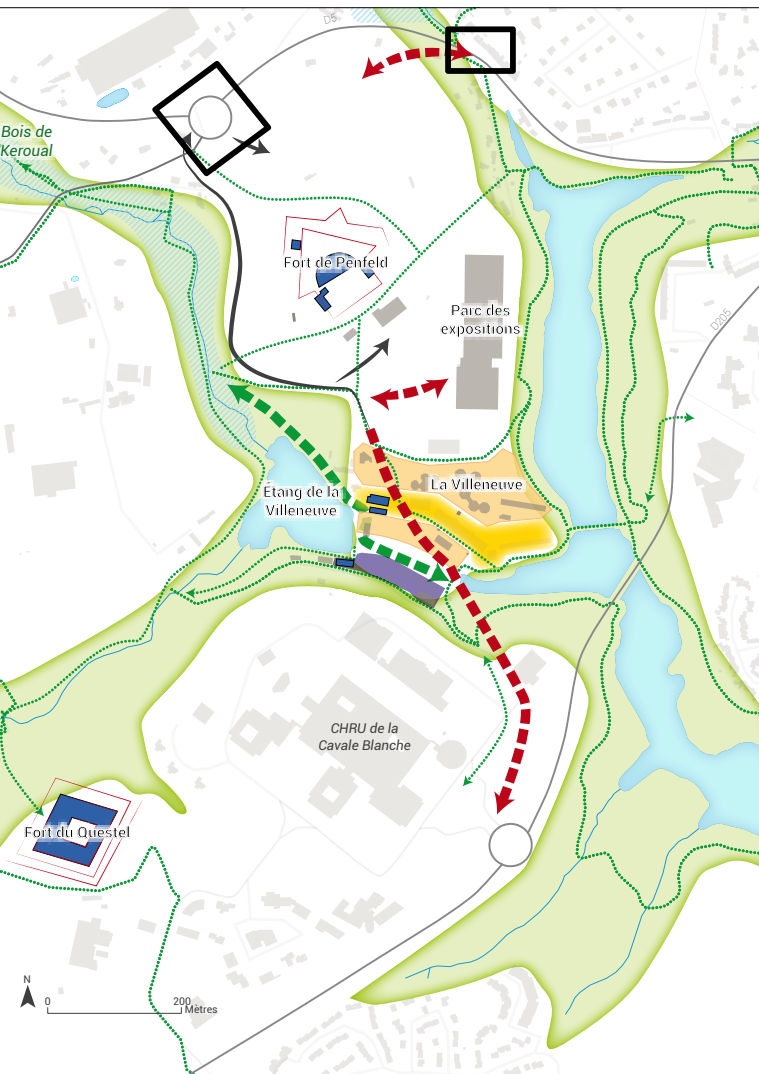 D5
Bois de
Keroual
Fort de Penfeld
Parc des
expositions
D205
Étang de la
Villeneuve
La Villeneuve
CHRU de la
Cavale Blanche
Fort du Questel
N
0
200
Mètres